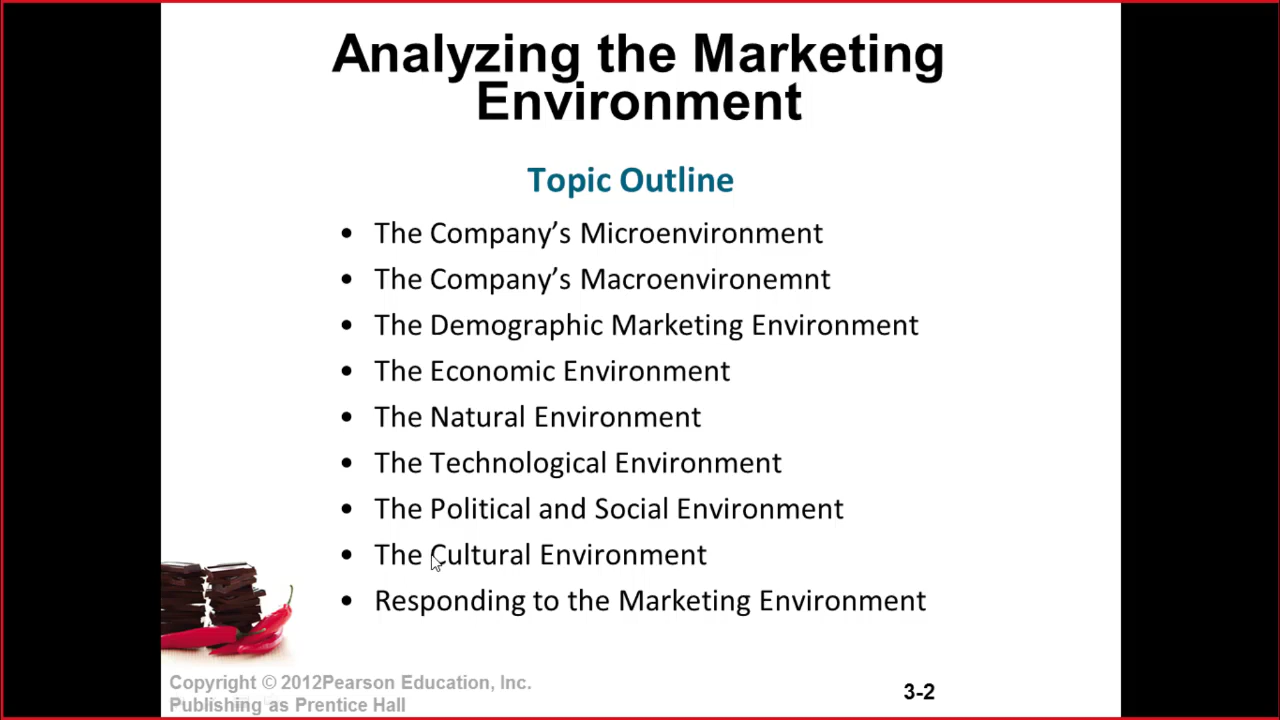 Analyzing the Marketing
Environment
Topic Outline
• The Company’s Microenvironment
• The Company’s Macroenvironemnt
• The Demographic Marketing Environment
• The Economic Environment
• The Natural Environment
• The Technological Environment
• The Political and Social Environment
• The Cultural Environment
• Responding to the Marketing Environment
Copyright © 2012Pearson Education, Inc.
Publishing as Prentice Hall
3-2